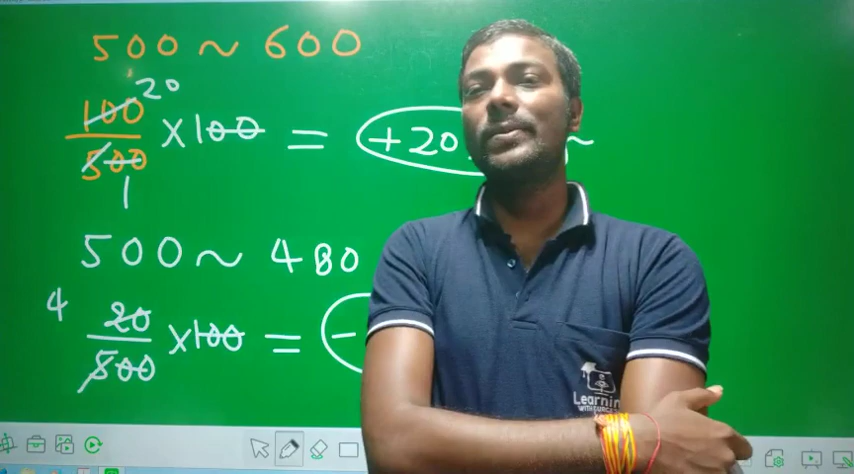 500 ~ 600
20
100/500 ×100 = +20 ~
1
500 ~ 480
4
20/500 ×100 = -
Learnin